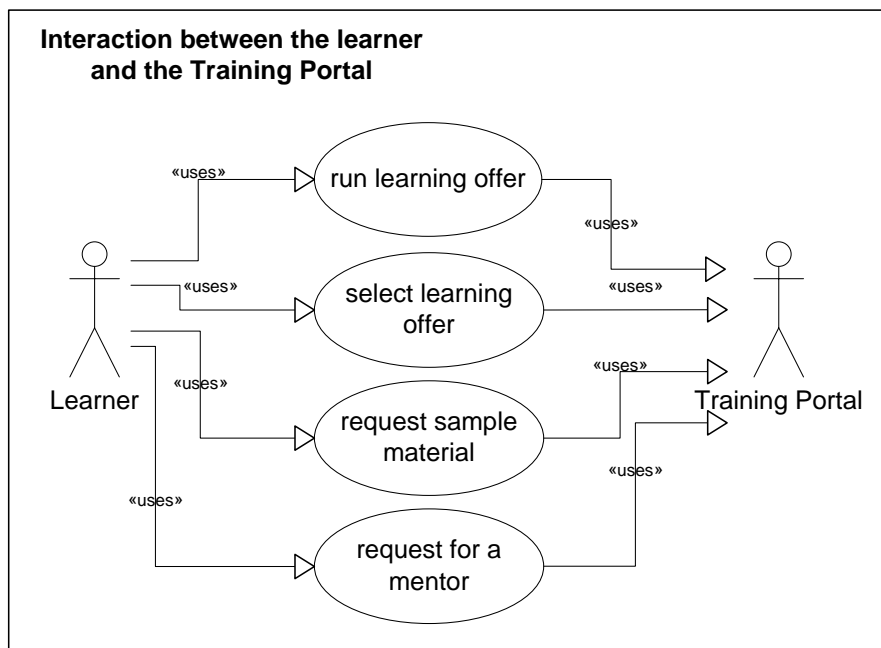 Interaction between the learner
and the Training Portal
«uses»
run learning offer
«uses»
«uses»
select learning
offer
«uses»
Learner
«uses»
request sample
material
«uses»
Training Portal
«uses»
request for a
mentor
«uses»